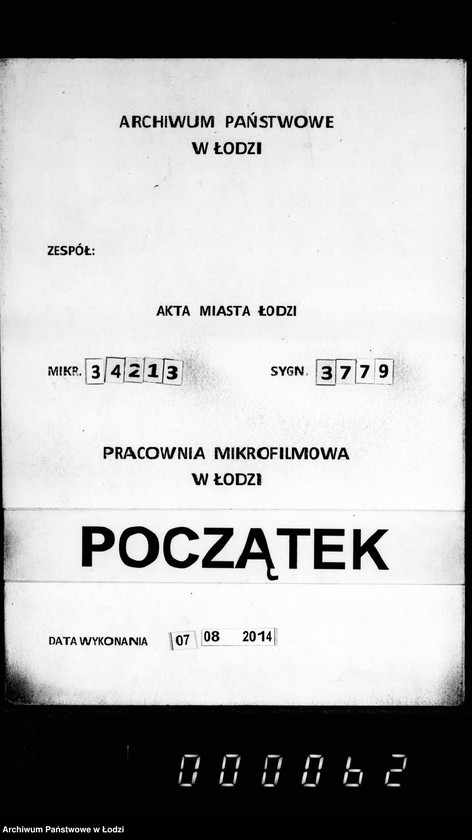 ARCHIWUM PAŃSTWOWE
W ŁODZI
ZESPÓŁ:
AKTA MIASTA ŁODZI
MIKR. 34213 SYGN. 3779
PRACOWNIA MIKROFILMOWA
W ŁODZI
POCZĄTEK
DATA WYKONANIA 07 08 2014
000062
Archiwum Państwowe w Łodzi